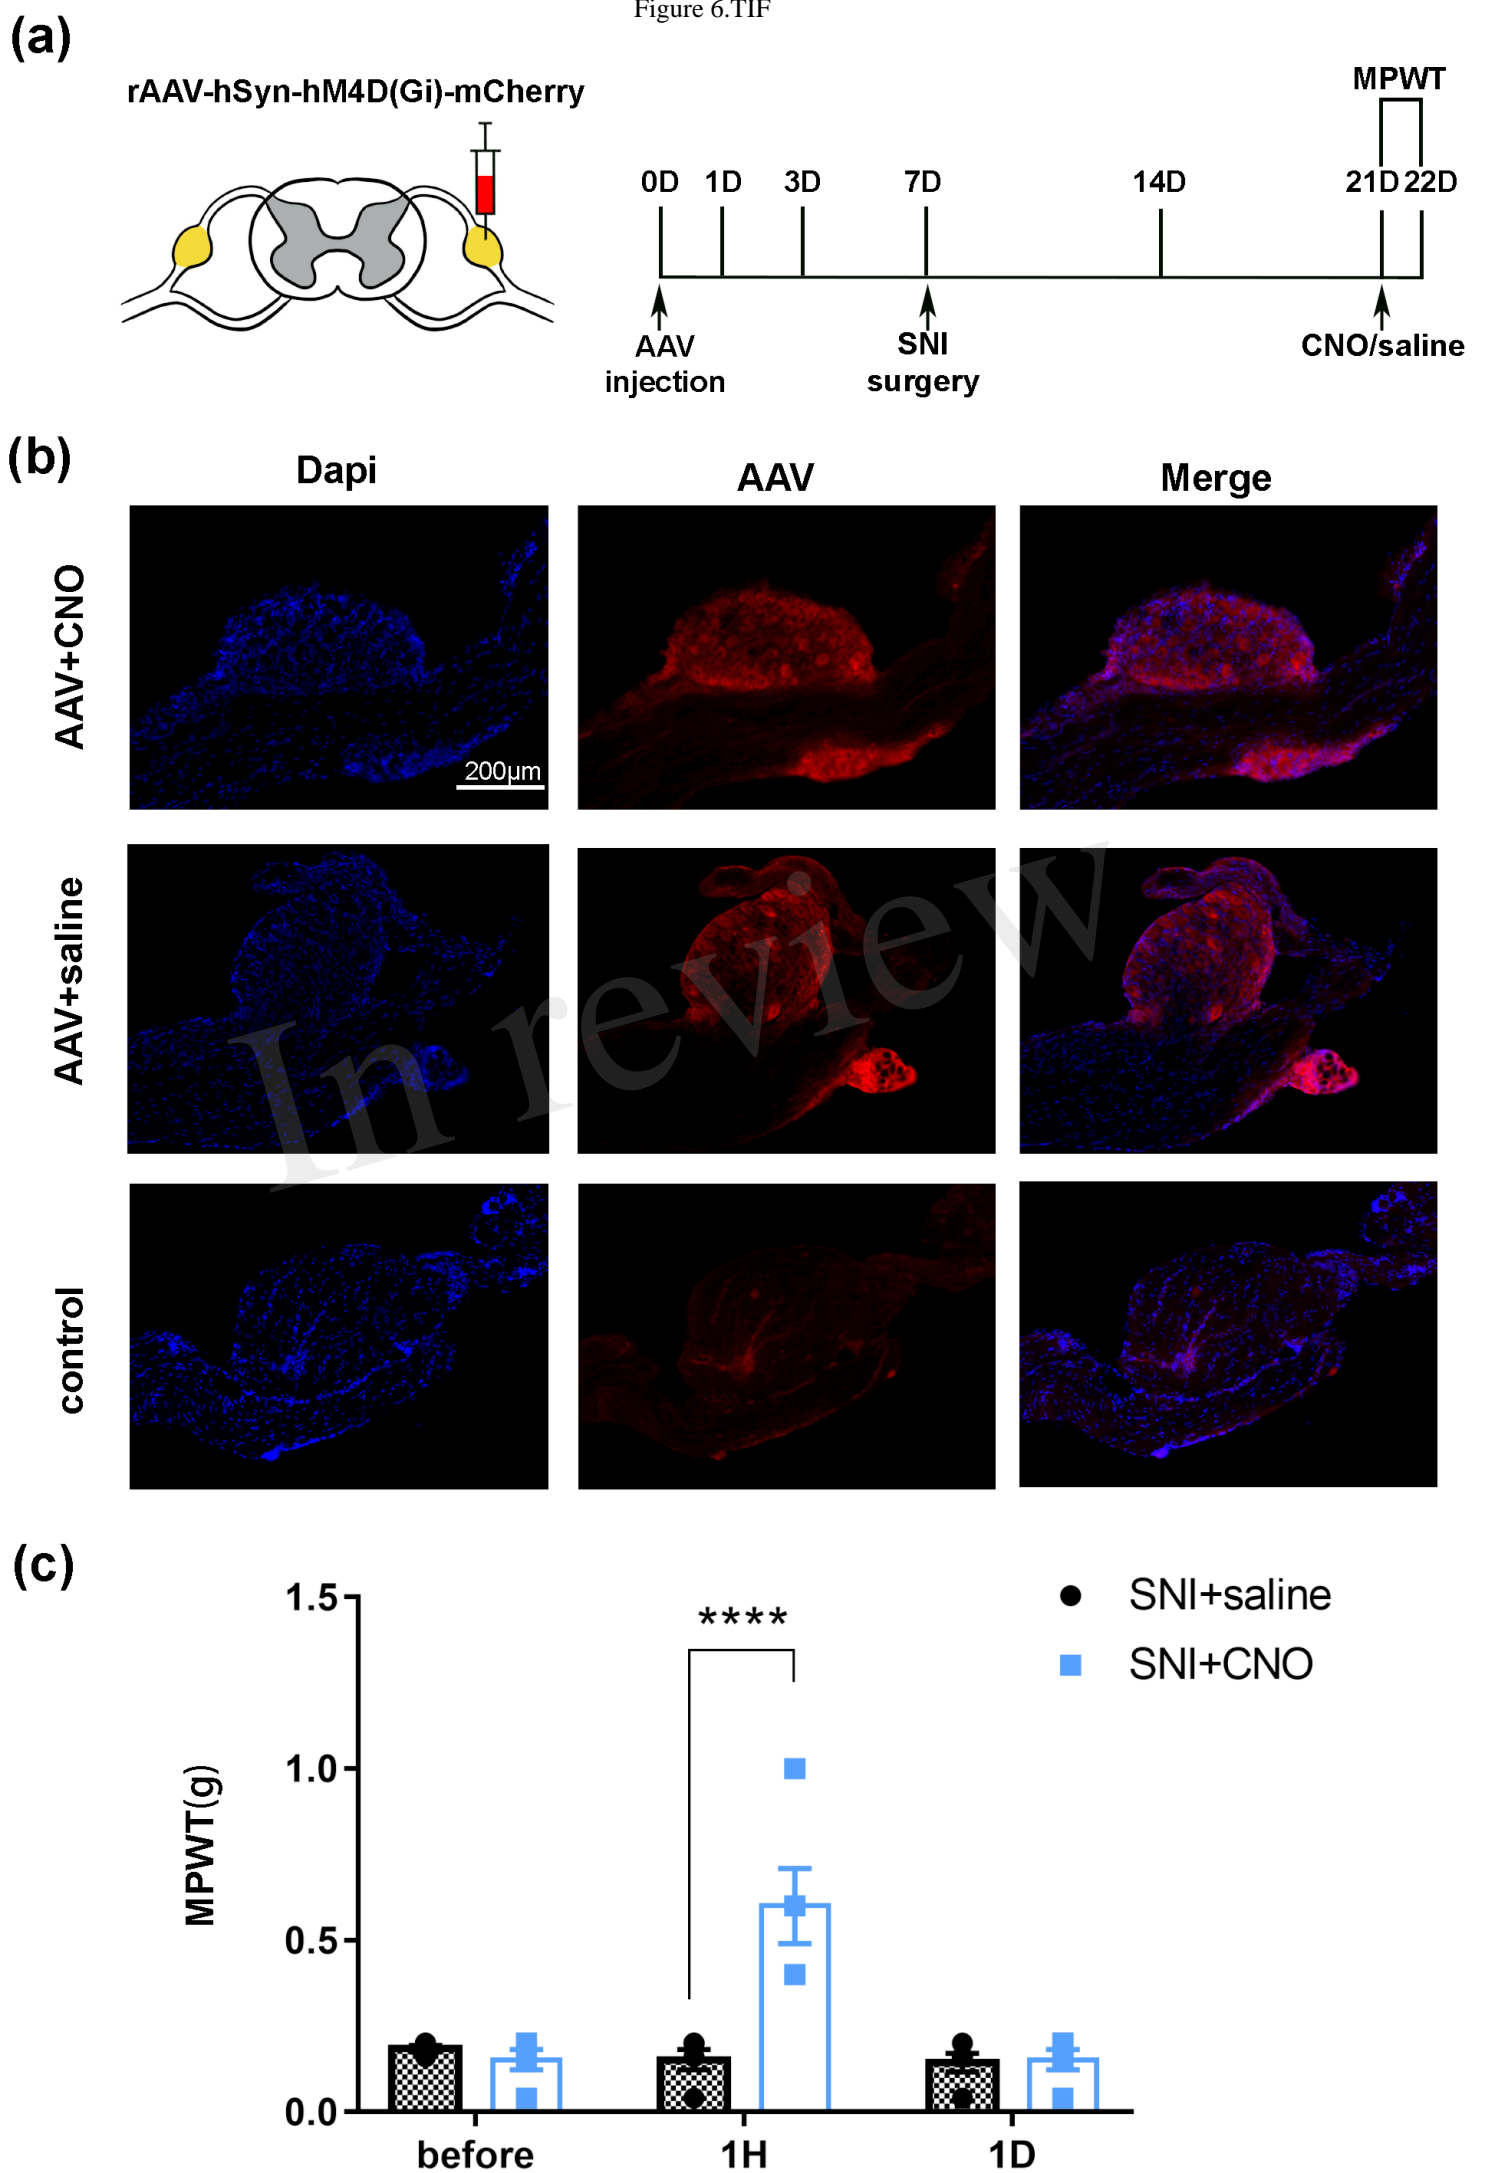 Figure 6.TIF
(a)
rAAV-hSyn-hM4D(Gi)-mCherry
MPWT
0D 1D 3D 7D 14D 21D 22D
AAV
injection
SNI
surgery
CNO/saline
(b)
Dapi AAV Merge
AAV+CNO
200μm
AAV+saline
control
In review
(c)
SNI+saline
SNI+CNO
****
MPWT(g)
1.5
1.0
0.5
0.0
before 1H 1D